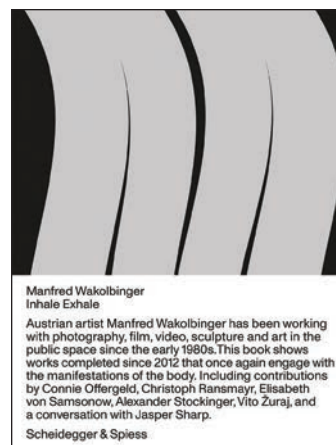 Manfred Wakolbinger
Inhale Exhale
Austrian artist Manfred Wakolbinger has been working
with photography, film, video, sculpture and art in the
public space since the early 1980s.This book shows
works completed since 2012 that once again engage with
the manifestations of the body. Including contributions
by Connie Offergeld, Christoph Ransmayr, Elisabeth
von Samsonow, Alexander Stockinger, Vito Žuraj, and
a conversation with Jasper Sharp.
Scheidegger & Spiess